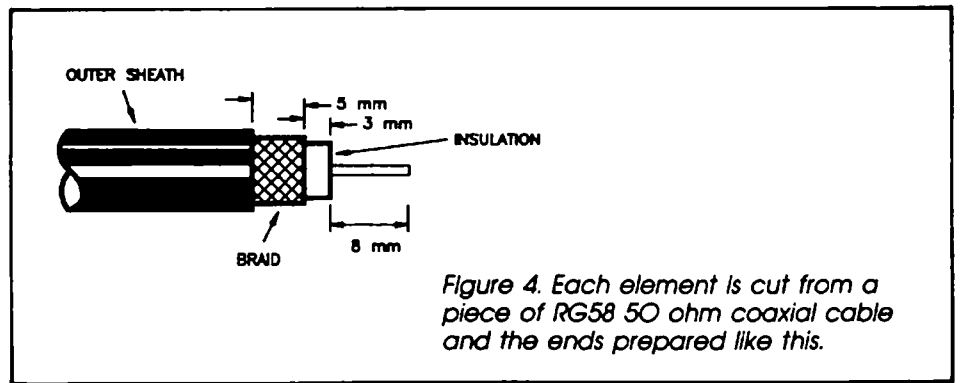 OUTER SHEATH
5 mm
3 mm
INSULATION
8 mm
BRAID
Figure 4. Each element is cut from a
piece of RG58 50 ohm coaxial cable
and the ends prepared like this.